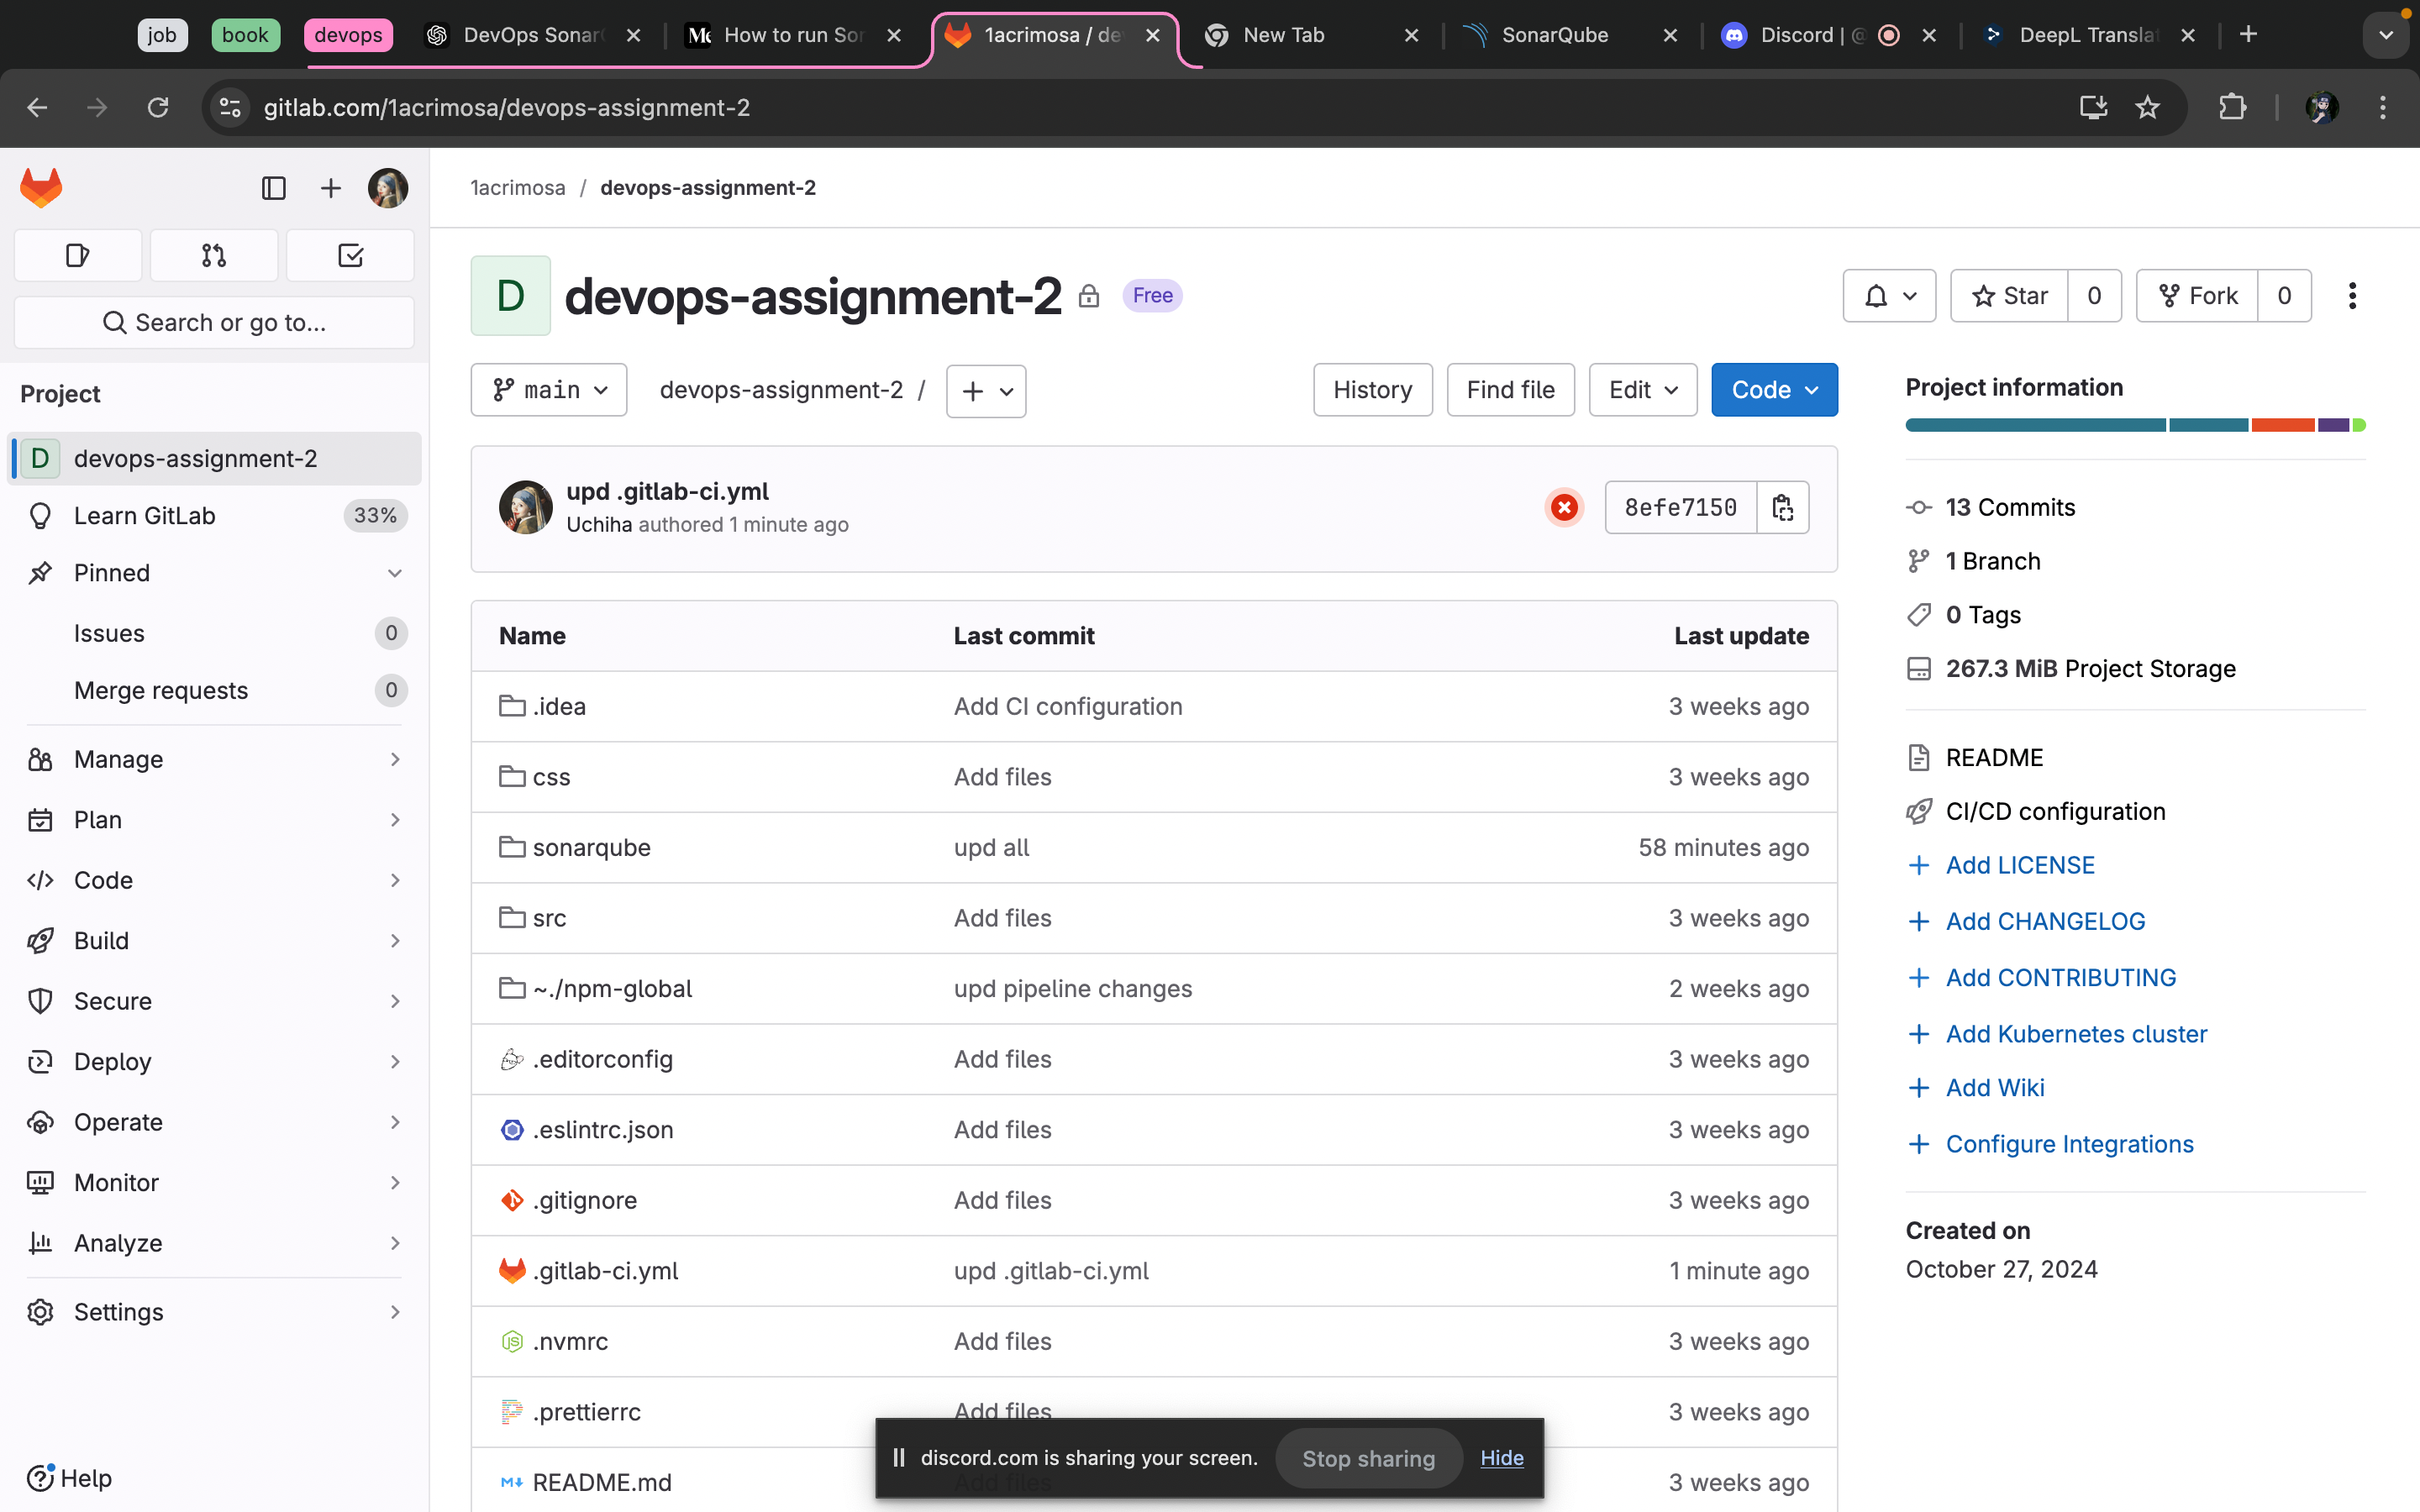 job
book
devops
DevOps Sonar
How to run Sor
1acrimosa / de
New Tab
SonarQube
Discord | @
DeepL Transla
gitlab.com/1acrimosa/devops-assignment-2
Search or go to...
Project
D devops-assignment-2
Learn GitLab 33%
Pinned
Issues 0
Merge requests 0
Manage
Plan
Code
Build
Secure
Deploy
Operate
Monitor
Analyze
Settings
Help
1acrimosa / devops-assignment-2
D devops-assignment-2 Free
Star 0 Fork 0
main devops-assignment-2 / History Find file Edit Code
upd .gitlab-ci.yml
Uchiha authored 1 minute ago
8efe7150
Name Last commit Last update
.idea Add CI configuration 3 weeks ago
css Add files 3 weeks ago
sonarqube upd all 58 minutes ago
src Add files 3 weeks ago
~./npm-global upd pipeline changes 2 weeks ago
.editorconfig Add files 3 weeks ago
.eslintrc.json Add files 3 weeks ago
.gitignore Add files 3 weeks ago
.gitlab-ci.yml upd .gitlab-ci.yml 1 minute ago
.nvmrc Add files 3 weeks ago
.prettierrc Add files 3 weeks ago
README.md Add files 3 weeks ago
discord.com is sharing your screen. Stop sharing Hide
Project information
13 Commits
1 Branch
0 Tags
267.3 MiB Project Storage
README
CI/CD configuration
Add LICENSE
Add CHANGELOG
Add CONTRIBUTING
Add Kubernetes cluster
Add Wiki
Configure Integrations
Created on
October 27, 2024